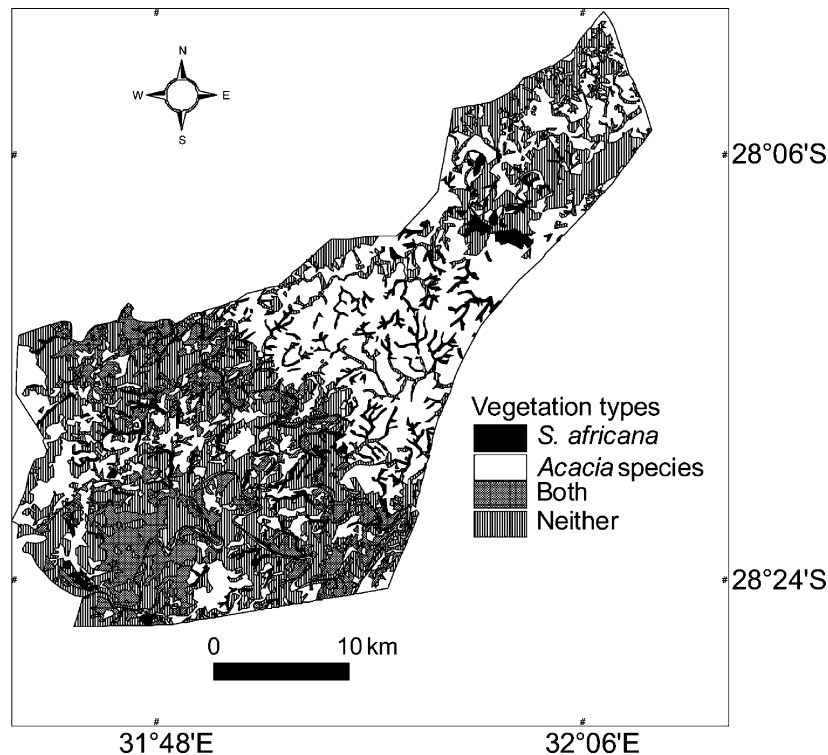 N
W E
S
28°06'S
Vegetation types
S. africana
Acacia species
Both
Neither
28°24'S
0 10 km
31°48'E 32°06'E